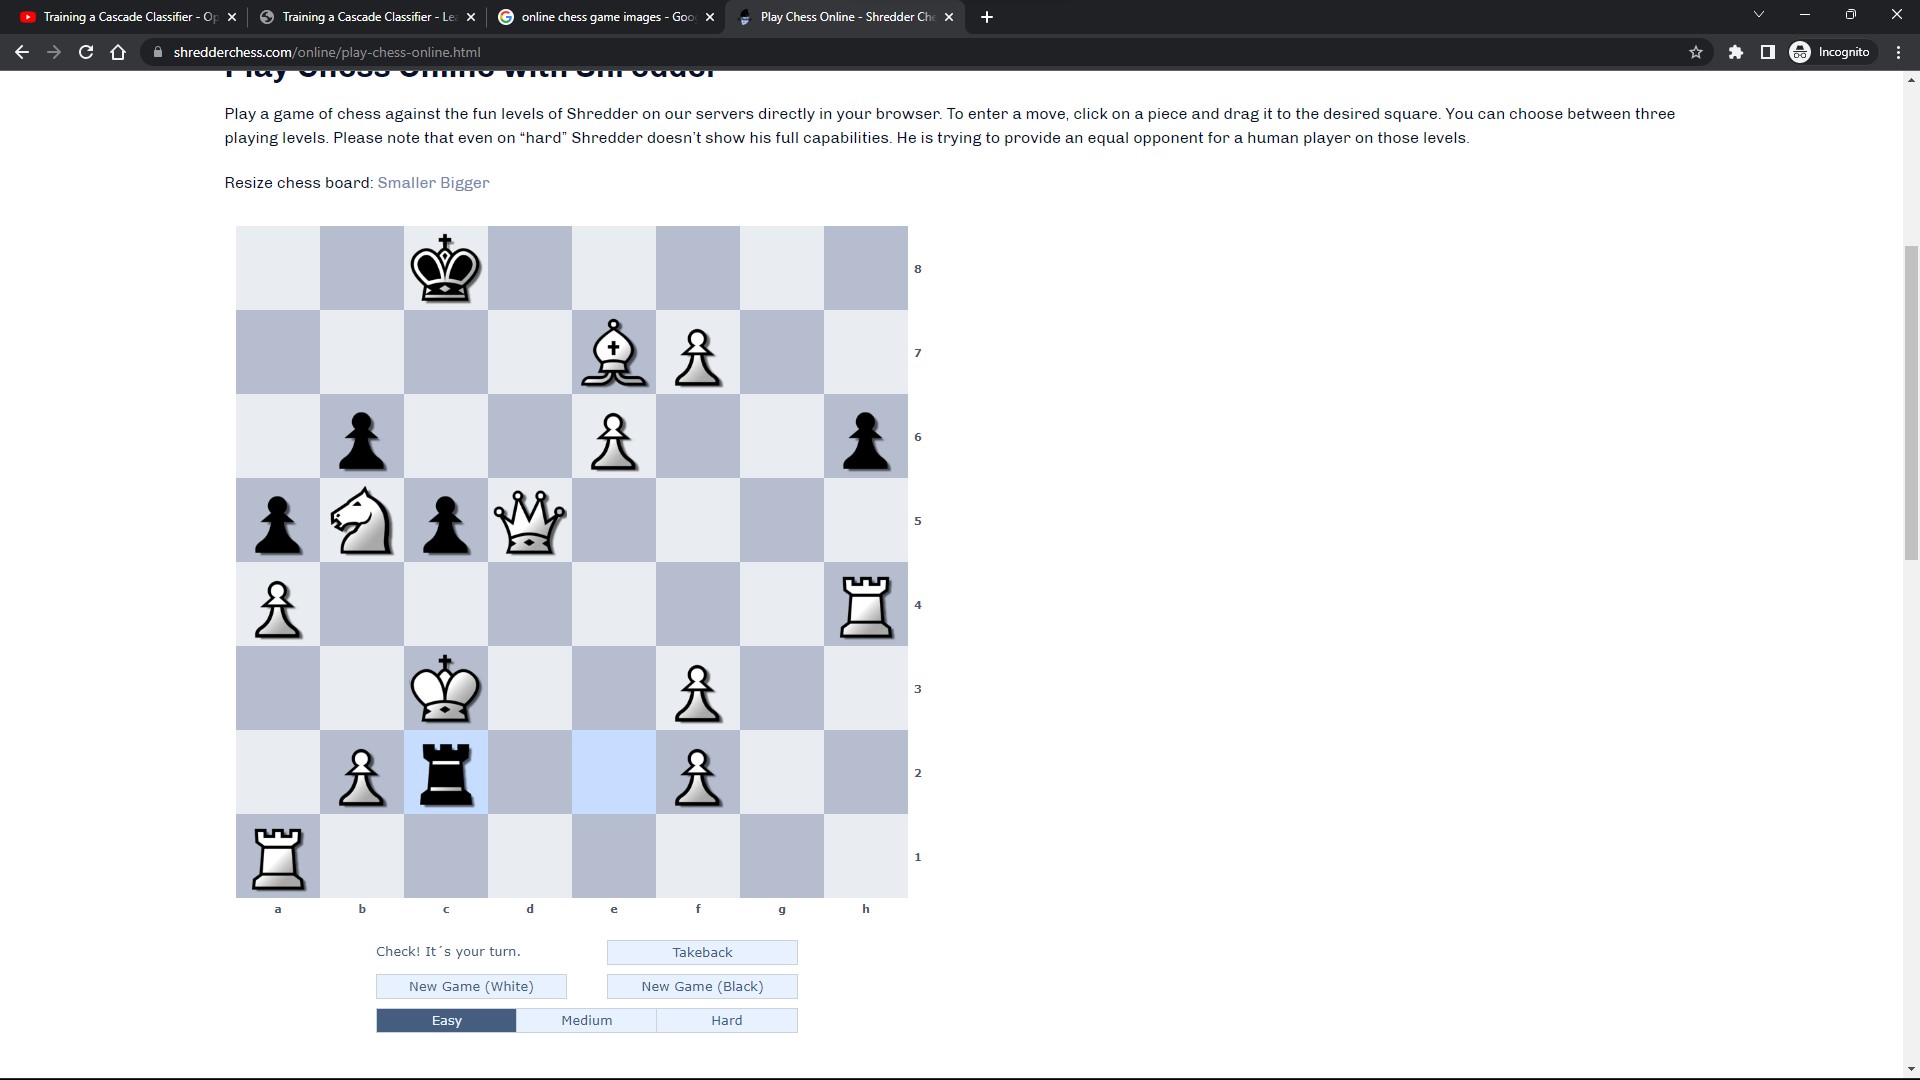 Training a Cascade Classifier - Op
Training a Cascade Classifier - Le
online chess game images - Goo
Play Chess Online - Shredder Che
shredderchess.com/online/play-chess-online.html
Incognito
Play Chess Online with Shredder
Play a game of chess against the fun levels of Shredder on our servers directly in your browser. To enter a move, click on a piece and drag it to the desired square. You can choose between three
playing levels. Please note that even on “hard” Shredder doesn’t show his full capabilities. He is trying to provide an equal opponent for a human player on those levels.
Resize chess board: Smaller Bigger
8
7
6
5
4
3
2
1
a b c d e f g h
Check! It´s your turn.
Takeback
New Game (White)
New Game (Black)
Easy
Medium
Hard